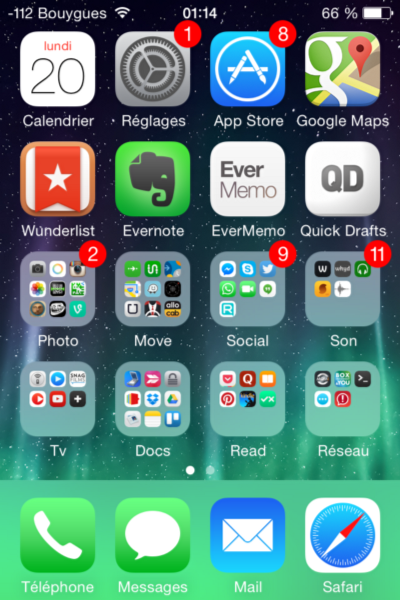 -112 Bouygues 01:14 66 %
1 8
lundi
20
Calendrier Réglages App Store Google Maps
Ever
Memo
QD
Wunderlist Evernote EverMemo Quick Drafts
2 9 11
Photo Move Social Son
Tv Docs Read Réseau
Téléphone Messages Mail Safari